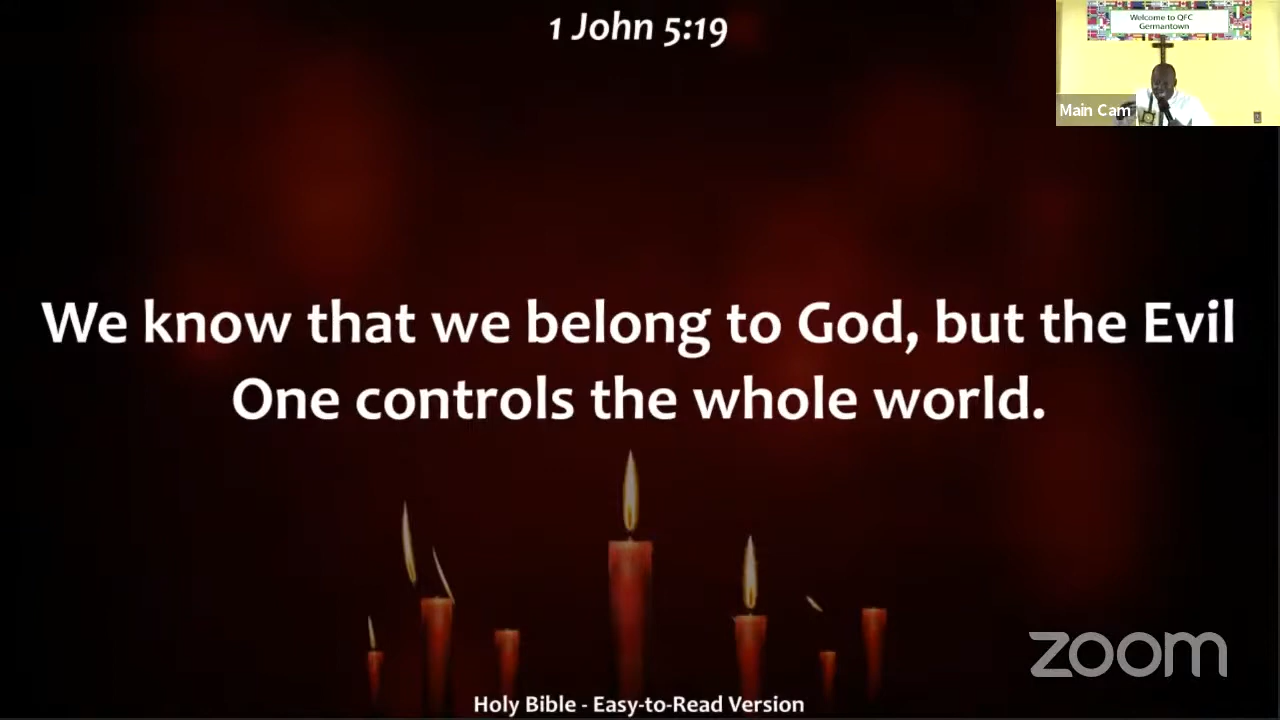 1 John 5:19
Welcome to QFC
Germantown
Main Cam
We know that we belong to God, but the Evil
One controls the whole world.
zoom
Holy Bible - Easy-to-Read Version